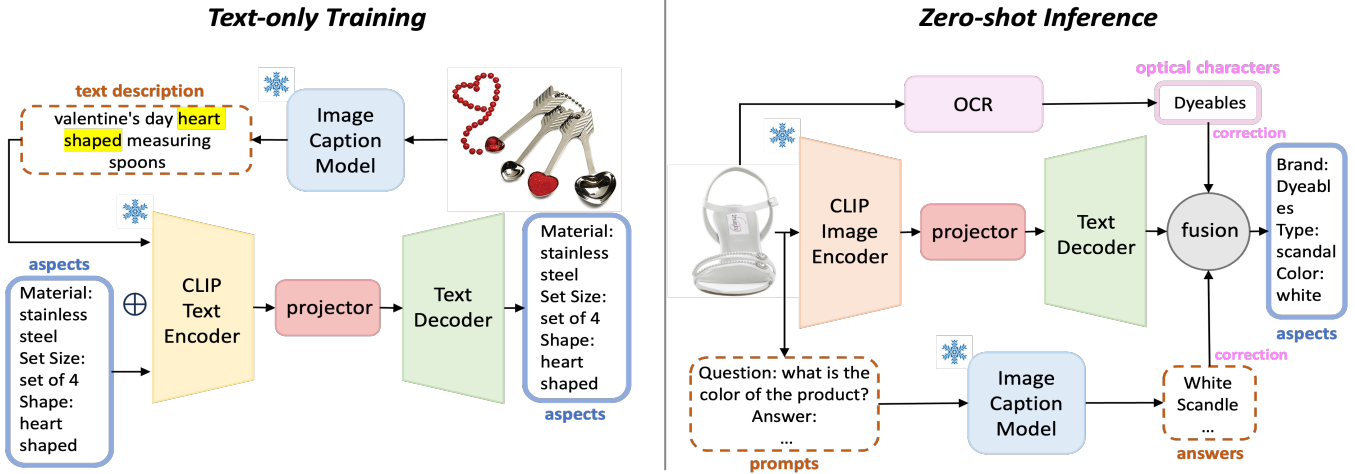 Text-only Training
text description
valentine's day heart
shaped measuring
spoons
Image
Caption
Model
aspects
Material:
stainless
steel
Set Size:
set of 4
Shape:
heart
shaped
CLIP
Text
Encoder
projector
Text
Decoder
Material:
stainless
steel
Set Size:
set of 4
Shape:
heart
shaped
aspects
Zero-shot Inference
OCR
optical characters
Dyeables
correction
CLIP
Image
Encoder
projector
Text
Decoder
fusion
Brand:
Dyeabl
es
Type:
scandal
Color:
white
aspects
Question: what is the
color of the product?
Answer:
...
prompts
Image
Caption
Model
correction
White
Scandle
...
answers